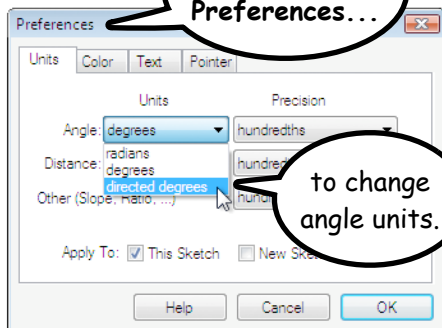 Preferences...
Preferences
Units Color Text Pointer
Units Precision
Angle: degrees hundredths
radians
degrees
directed degrees
Distance:
Other (Slope, Ratio, ...)
to change
angle units.
Apply To: This Sketch New
Help Cancel OK